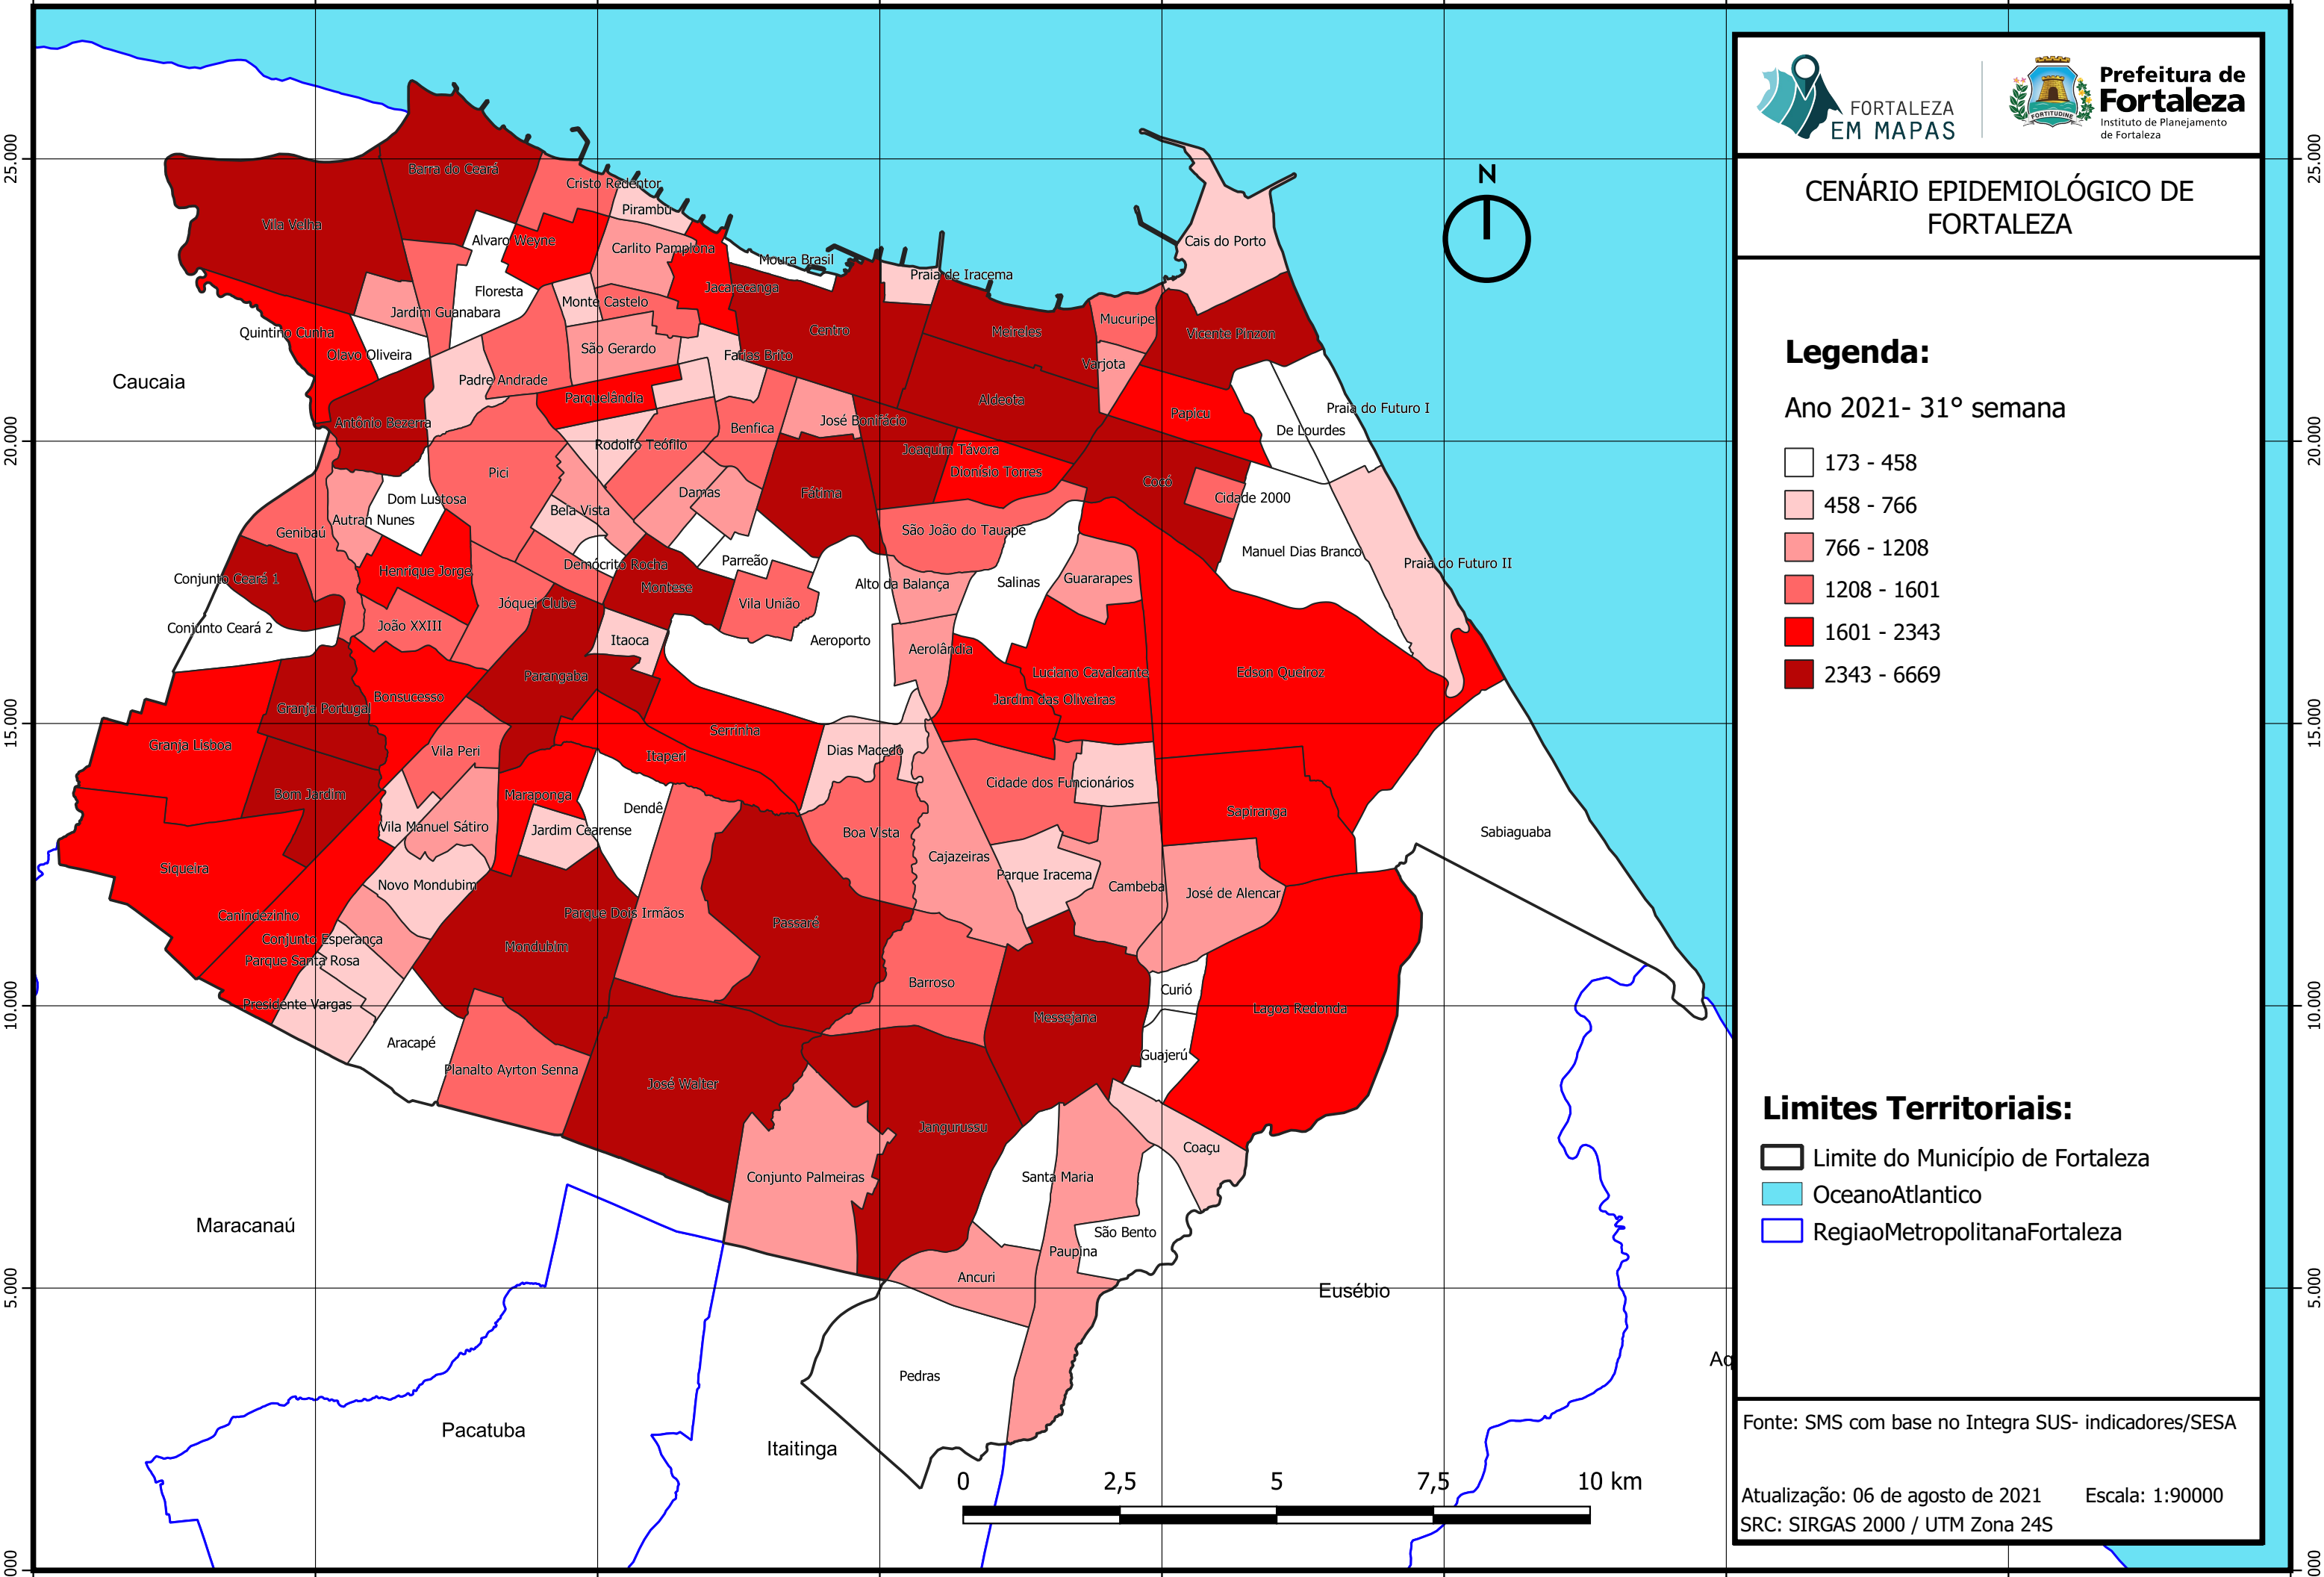 FORTALEZA
EM MAPAS
Prefeitura de
Fortaleza
Instituto de Planejamento
de Fortaleza
FORTITUDINE
CENÁRIO EPIDEMIOLÓGICO DE
FORTALEZA
Legenda:
Ano 2021- 31° semana
173 - 458
458 - 766
766 - 1208
1208 - 1601
1601 - 2343
2343 - 6669
Limites Territoriais:
Limite do Município de Fortaleza
OceanoAtlantico
RegiaoMetropolitanaFortaleza
Fonte: SMS com base no Integra SUS- indicadores/SESA
Atualização: 06 de agosto de 2021 Escala: 1:90000
SRC: SIRGAS 2000 / UTM Zona 24S
N
25.000
20.000
15.000
10.000
5.000
000
25.000
20.000
15.000
10.000
5.000
000
Barra do Ceará
Cristo Redentor
Pirambu
Vila Velha
Alvaro Weyne
Carlito Pamplona
Cais do Porto
Moura Brasil
Praia de Iracema
Jacarecanga
Floresta
Monte Castelo
Jardim Guanabara
Mucuripe
Quintino Cunha
Centro
Meireles
Vicente Pinzon
São Gerardo
Olavo Oliveira
Farias Brito
Varjota
Caucaia
Padre Andrade
Parquelândia
Aldeota
Praia do Futuro I
Papicu
Antônio Bezerra
José Bonifácio
Benfica
De Lourdes
Rodolfo Teófilo
Joaquim Távora
Pici
Dionísio Torres
Cocó
Damas
Fátima
Dom Lustosa
Cidade 2000
Bela Vista
Autran Nunes
Genibaú
São João do Tauape
Manuel Dias Branco
Parreão
Praia do Futuro II
Demócrito Rocha
Henrique Jorge
Conjunto Ceará 1
Guararapes
Salinas
Alto da Balança
Montese
Jóquei Clube
Vila União
João XXIII
Conjunto Ceará 2
Itaoca
Aeroporto
Aerolândia
Parangaba
Luciano Cavalcante
Edson Queiroz
Bonsucesso
Jardim das Oliveiras
Granja Portugal
Serrinha
Granja Lisboa
Vila Peri
Dias Macedo
Itaperi
Cidade dos Funcionários
Bom Jardim
Maraponga
Dendê
Sapiranga
Vila Manuel Sátiro
Jardim Cearense
Boa Vista
Sabiaguaba
Cajazeiras
Siqueira
Parque Iracema
Novo Mondubim
Cambeba
José de Alencar
Canindezinho
Parque Dois Irmãos
Passaré
Conjunto Esperança
Mondubim
Parque Santa Rosa
Barroso
Curió
Presidente Vargas
Lagoa Redonda
Messejana
Aracapé
Guajerú
Planalto Ayrton Senna
José Walter
Jangurussu
Coaçu
Conjunto Palmeiras
Santa Maria
Maracanaú
São Bento
Paupina
Ancuri
Eusébio
Aq
Pedras
Pacatuba
Itaitinga
0 2,5 5 7,5 10 km